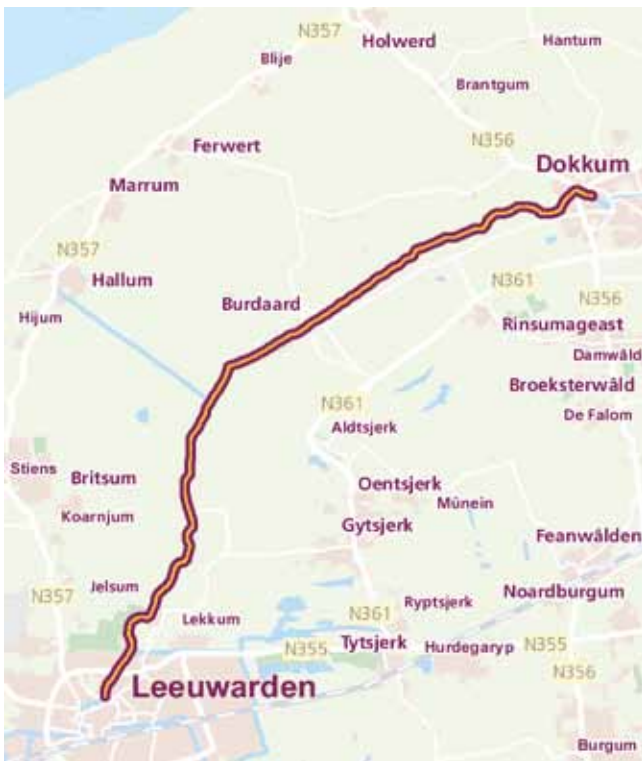 N357
Holwerd
Hantum
Blije
Brantgum
N356
Ferwert
Dokkum
Marrum
N357
Hallum
N361
Burdaard
N356
Hijum
Rinsumageast
Damwâld
Broeksterwâld
N361
De Falom
Aldtsjerk
Stiens
Britsum
Oentsjerk
Mûnein
Koarnjum
Gytsjerk
Feanwâlden
Jelsum
N357
Noardburgum
Ryptsjerk
Lekkum
N361
N355
Tytsjerk
Hurdegaryp
N355
N356
Leeuwarden
Burgum